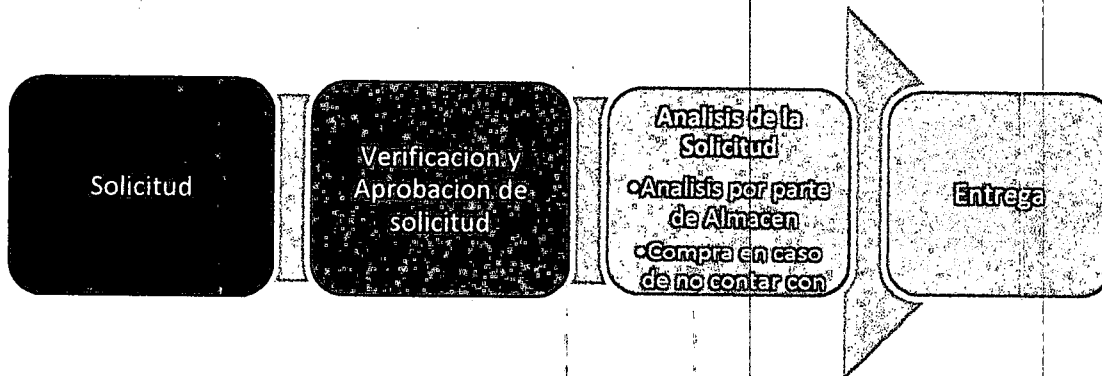 Solicitud
Verificacion y
Aprobacion de
solicitud
Analisis de la
Solicitud
•Analisis por parte
de Almacen
•Compra en caso
de no contar con
Entrega